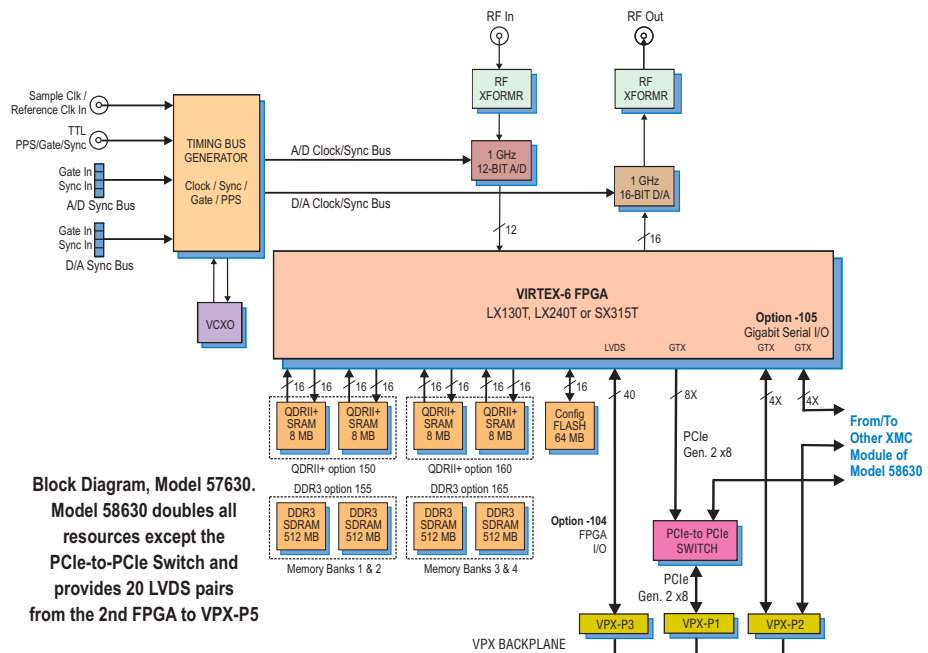 RF In
RF Out
Sample Clk /
Reference Clk In
TTL
PPS/Gate/Sync
Gate In
Sync In
A/D Sync Bus
Gate In
Sync In
D/A Sync Bus
TIMING BUS
GENERATOR
Clock / Sync /
Gate / PPS
VCXO
A/D Clock/Sync Bus
D/A Clock/Sync Bus
RF
XFORMR
RF
XFORMR
1 GHz
12-BIT A/D
1 GHz
16-BIT D/A
12
16
VIRTEX-6 FPGA
LX130T, LX240T or SX315T
Option -105
Gigabit Serial I/O
LVDS
GTX
GTX
GTX
16
16
16
16
16
16
16
16
16
40
8X
4X
4X
QDRII+
SRAM
8 MB
QDRII+
SRAM
8 MB
QDRII+
SRAM
8 MB
QDRII+
SRAM
8 MB
Config
FLASH
64 MB
QDRII+ option 150
QDRII+ option 160
DDR3 option 155
DDR3 option 165
DDR3
SDRAM
512 MB
DDR3
SDRAM
512 MB
DDR3
SDRAM
512 MB
DDR3
SDRAM
512 MB
Memory Banks 1 & 2
Memory Banks 3 & 4
PCIe
Gen. 2 x8
From/To
Other XMC
Module of
Model 58630
Option -104
FPGA
I/O
PCIe-to PCIe
SWITCH
PCIe
Gen. 2 x8
VPX-P3
VPX-P1
VPX-P2
VPX BACKPLANE
Block Diagram, Model 57630.
Model 58630 doubles all
resources except the
PCIe-to-PCIe Switch and
provides 20 LVDS pairs
from the 2nd FPGA to VPX-P5